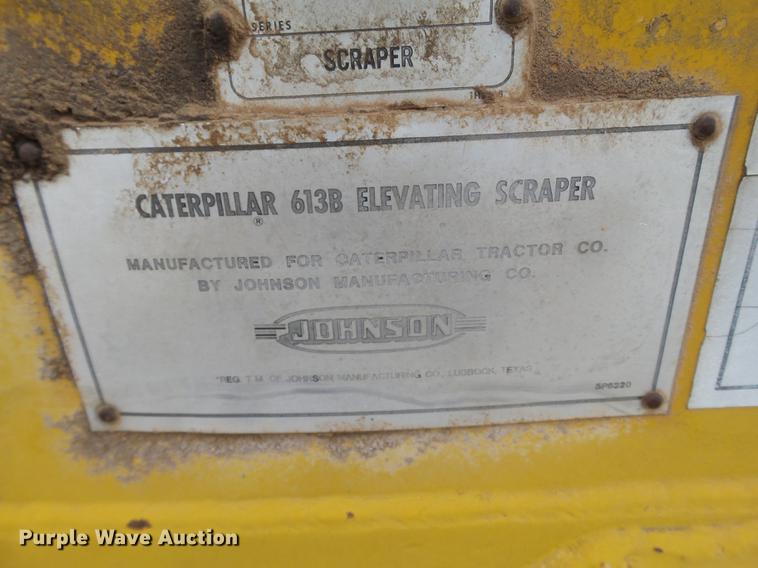 SERIES
SCRAPER
CATERPILLAR 613B ELEVATING SCRAPER
®
MANUFACTURED FOR CATERPILLAR TRACTOR CO.
BY JOHNSON MANUFACTURING CO.
JOHNSON
*REG. T.M. OF JOHNSON MANUFACTURING CO., LUBBOCK, TEXAS
5P6320
Purple Wave Auction